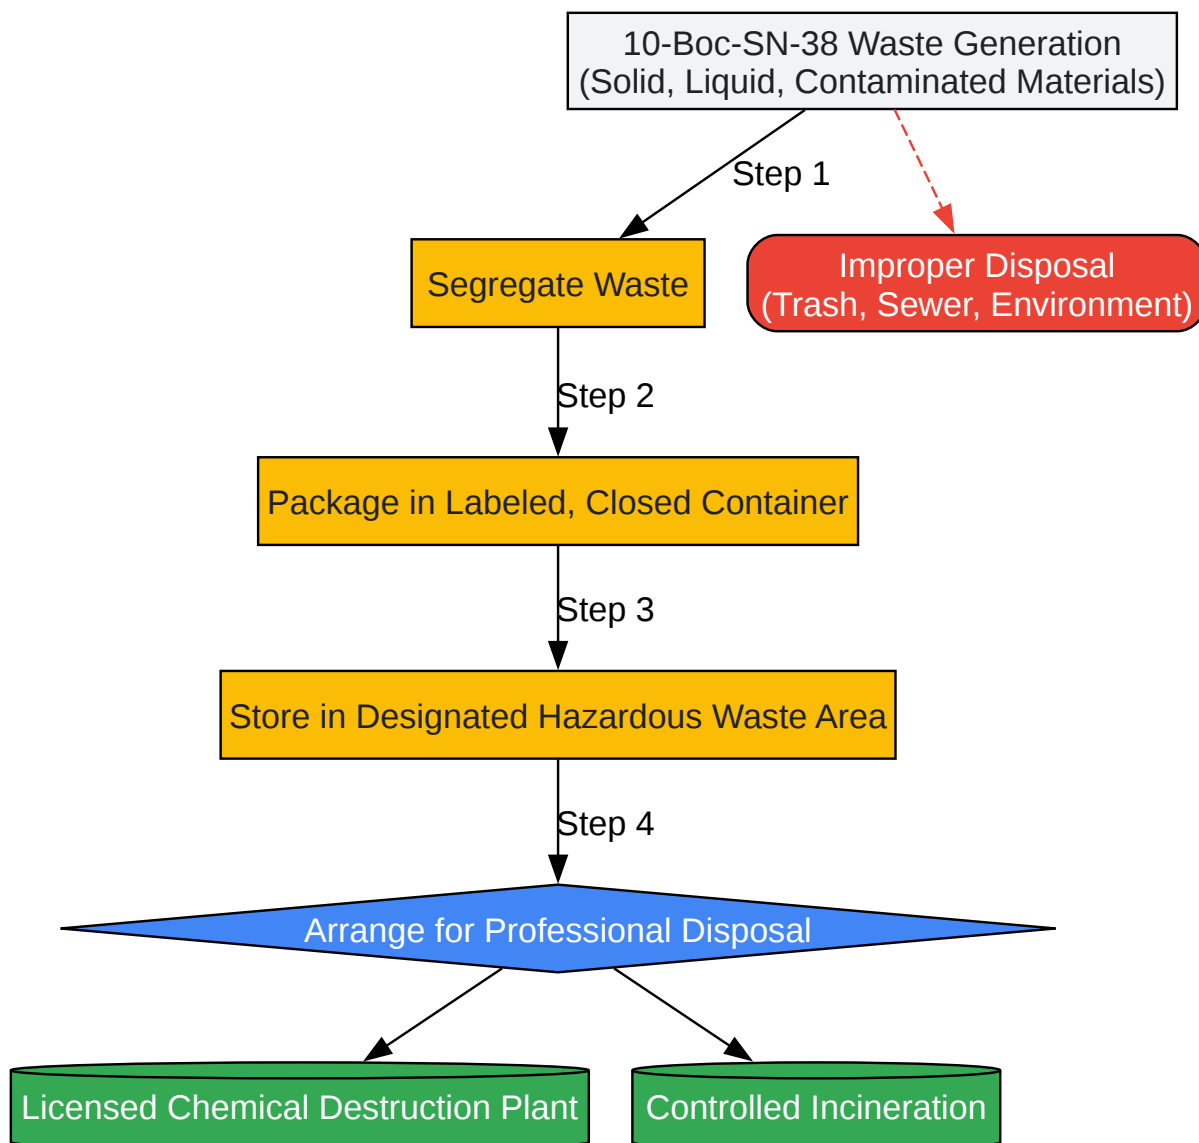 10-Boc-SN-38 Waste Generation
(Solid, Liquid, Contaminated Materials)
Step 1
Segregate Waste
Improper Disposal
(Trash, Sewer, Environment)
Step 2
Package in Labeled, Closed Container
Step 3
Store in Designated Hazardous Waste Area
Step 4
Arrange for Professional Disposal
Licensed Chemical Destruction Plant
Controlled Incineration